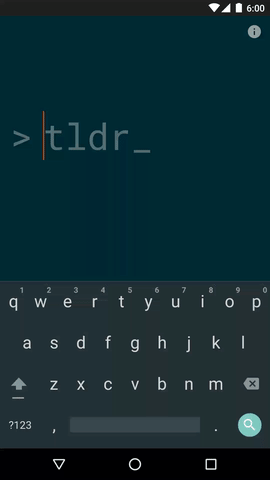 6:00
> tldr_
1 2 3 4 5 6 7 8 9 0
q w e r t y u i o p
a s d f g h j k l
z x c v b n m
?123 , .